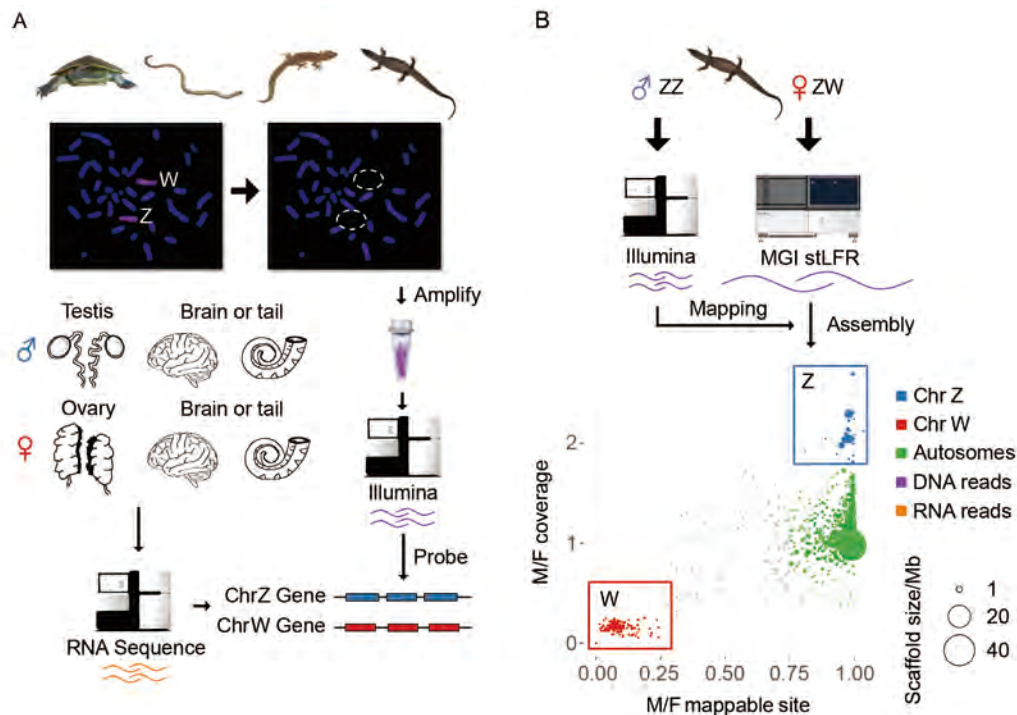 A
W
Z
Amplify
Testis
Brain or tail
♂
Ovary
Brain or tail
♀
Illumina
Probe
ChrZ Gene
ChrW Gene
RNA Sequence
B
♂ ZZ
♀ ZW
Illumina
MGI stLFR
Mapping
Assembly
Z
W
M/F coverage
2
1
0
0.00
0.25
0.50
0.75
1.00
M/F mappable site
Chr Z
Chr W
Autosomes
DNA reads
RNA reads
Scaffold size/Mb
1
20
40